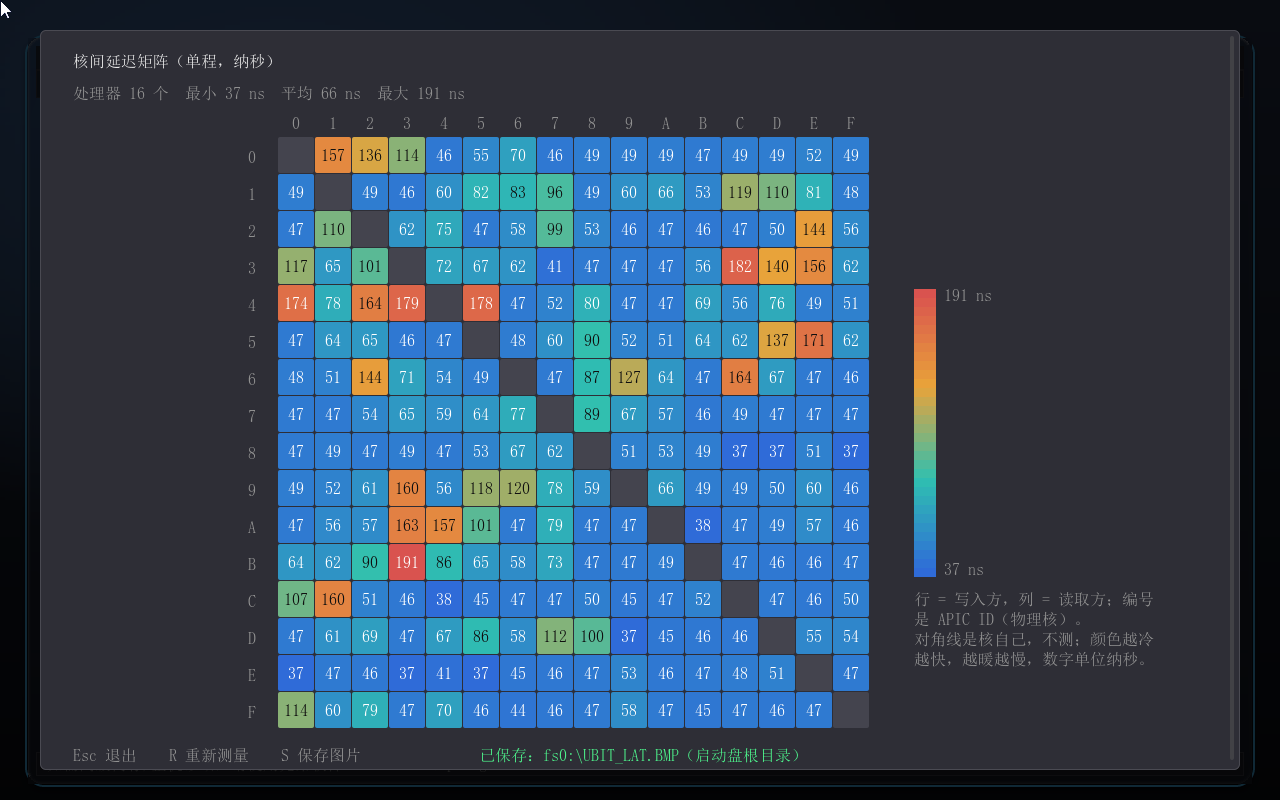 核间延迟矩阵（单程，纳秒）
处理器 16 个 最小 37 ns 平均 66 ns 最大 191 ns
0 1 2 3 4 5 6 7 8 9 A B C D E F
0 157 136 114 46 55 70 46 49 49 49 47 49 49 52 49
1 49 49 46 60 82 83 96 49 60 66 53 119 110 81 48
2 47 110 62 75 47 58 99 53 46 47 46 47 50 144 56
3 117 65 101 72 67 62 41 47 47 47 56 182 140 156 62
4 174 78 164 179 178 47 52 80 47 47 69 56 76 49 51
5 47 64 65 46 47 48 60 90 52 51 64 62 137 171 62
6 48 51 144 71 54 49 47 87 127 64 47 164 67 47 46
7 47 47 54 65 59 64 77 89 67 57 46 49 47 47 47
8 47 49 47 49 47 53 67 62 51 53 49 37 37 51 37
9 49 52 61 160 56 118 120 78 59 66 49 49 50 60 46
A 47 56 57 163 157 101 47 79 47 47 38 47 49 57 46
B 64 62 90 191 86 65 58 73 47 47 49 47 46 46 47
C 107 160 51 46 38 45 47 47 50 45 47 52 47 46 50
D 47 61 69 47 67 86 58 112 100 37 45 46 46 55 54
E 37 47 46 37 41 37 45 46 47 53 46 47 48 51 47
F 114 60 79 47 70 46 44 46 47 58 47 45 47 46 47
191 ns
37 ns
行 = 写入方，列 = 读取方；编号
是 APIC ID（物理核）。
对角线是核自己，不测；颜色越冷
越快，越暖越慢，数字单位纳秒。
Esc 退出 R 重新测量 S 保存图片 已保存：fs0:\UBIT_LAT.BMP（启动盘根目录）